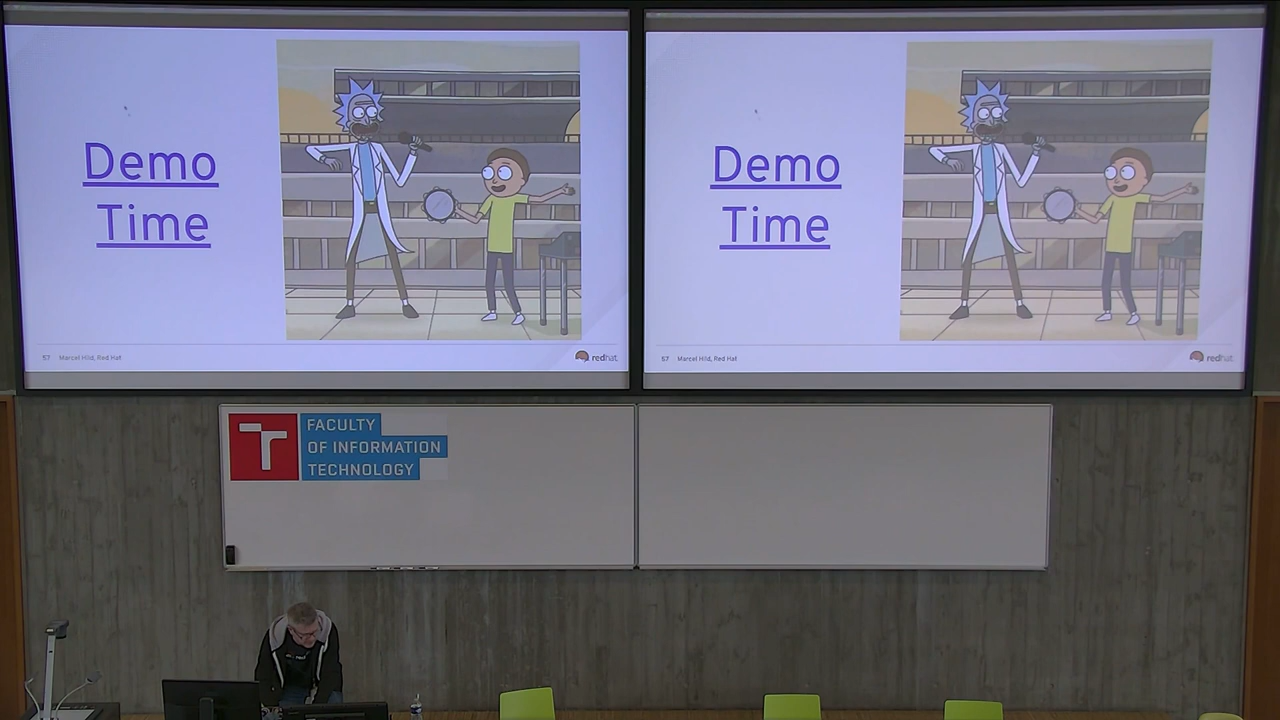 Demo
Time
57 Marcel Hild, Red Hat
redhat
Demo
Time
57 Marcel Hild, Red Hat
redhat
FACULTY
OF INFORMATION
TECHNOLOGY